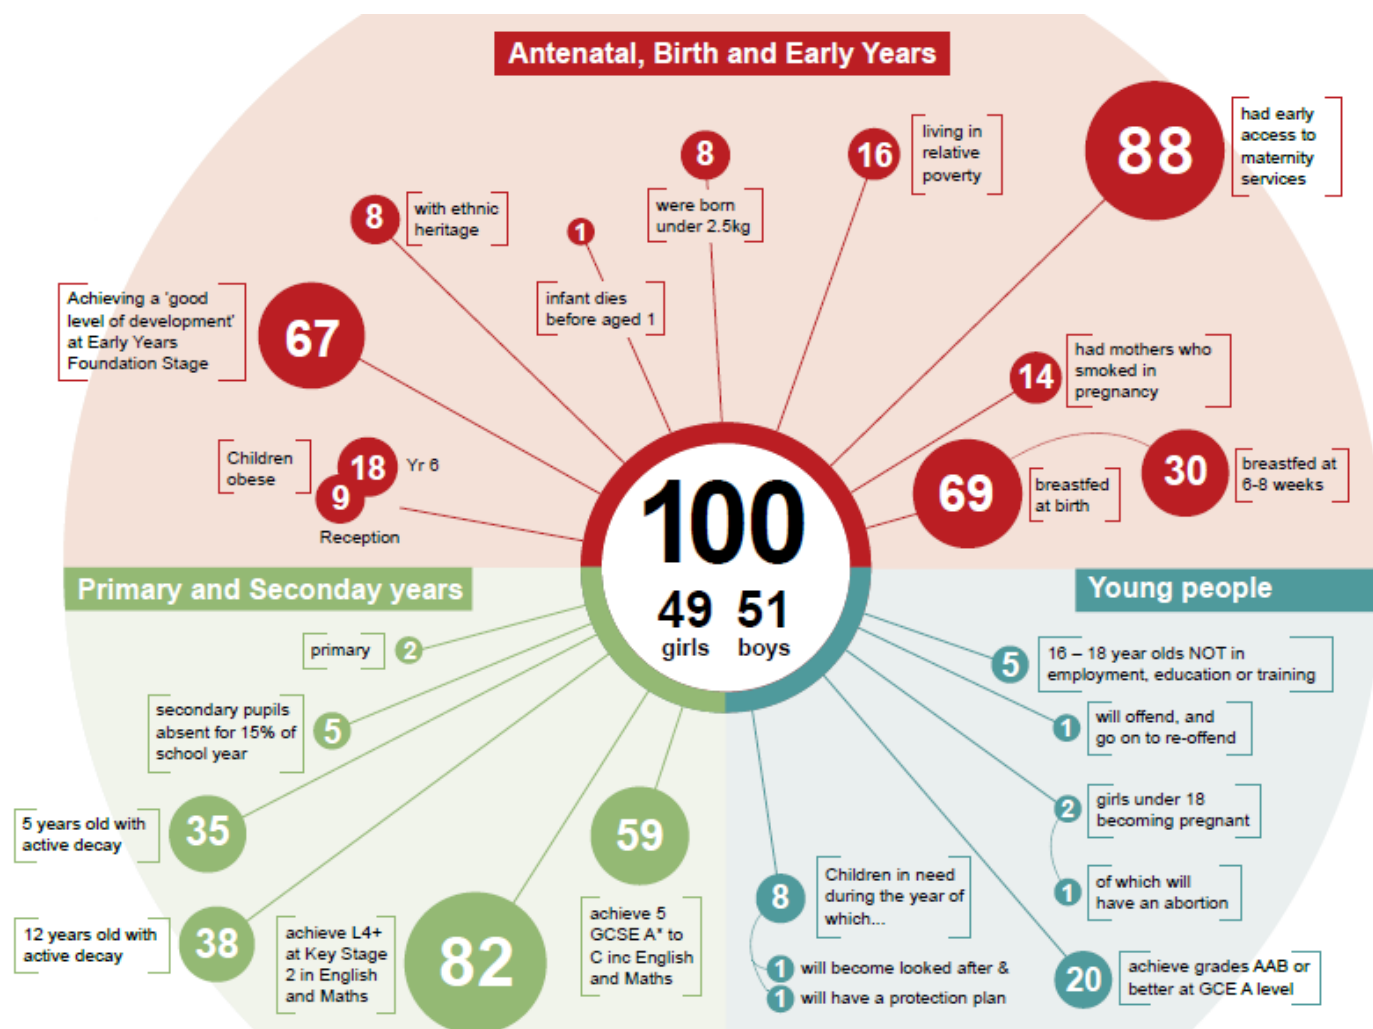 Antenatal, Birth and Early Years
88
had early
access to
maternity
services
16
living in
relative
poverty
8
were born
under 2.5kg
1
infant dies
before aged 1
8
with ethnic
heritage
67
Achieving a 'good
level of development'
at Early Years
Foundation Stage
Children
obese
18
Yr 6
9
Reception
14
had mothers who
smoked in
pregnancy
69
breastfed
at birth
30
breastfed at
6-8 weeks
100
49
girls
51
boys
Primary and Seconday years
primary
2
secondary pupils
absent for 15% of
school year
5
5 years old with
active decay
35
12 years old with
active decay
38
achieve L4+
at Key Stage
2 in English
and Maths
82
59
achieve 5
GCSE A* to
C inc English
and Maths
Young people
5
16 – 18 year olds NOT in
employment, education or training
1
will offend, and
go on to re-offend
2
girls under 18
becoming pregnant
1
of which will
have an abortion
8
Children in need
during the year of
which...
1
will become looked after &
1
will have a protection plan
20
achieve grades AAB or
better at GCE A level